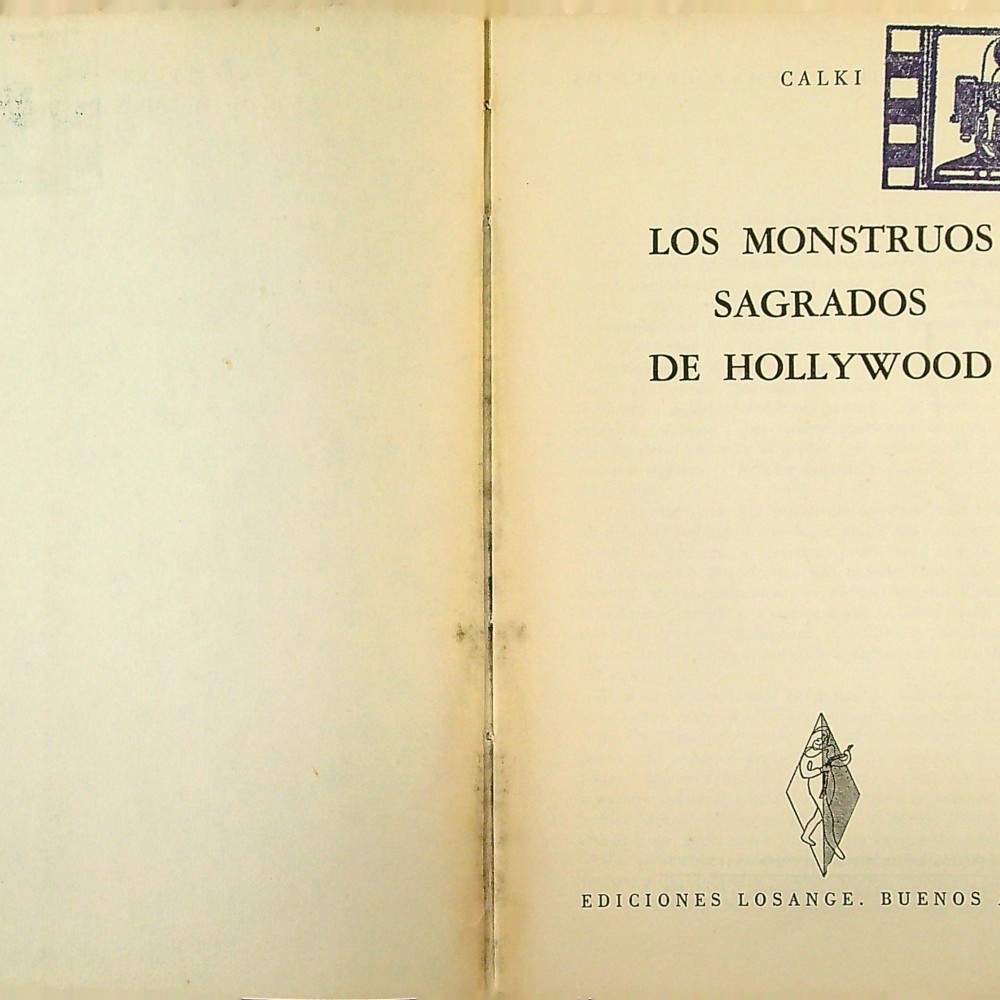 CALKI
LOS MONSTRUOS
SAGRADOS
DE HOLLYWOOD
EDICIONES LOSANGE. BUENOS